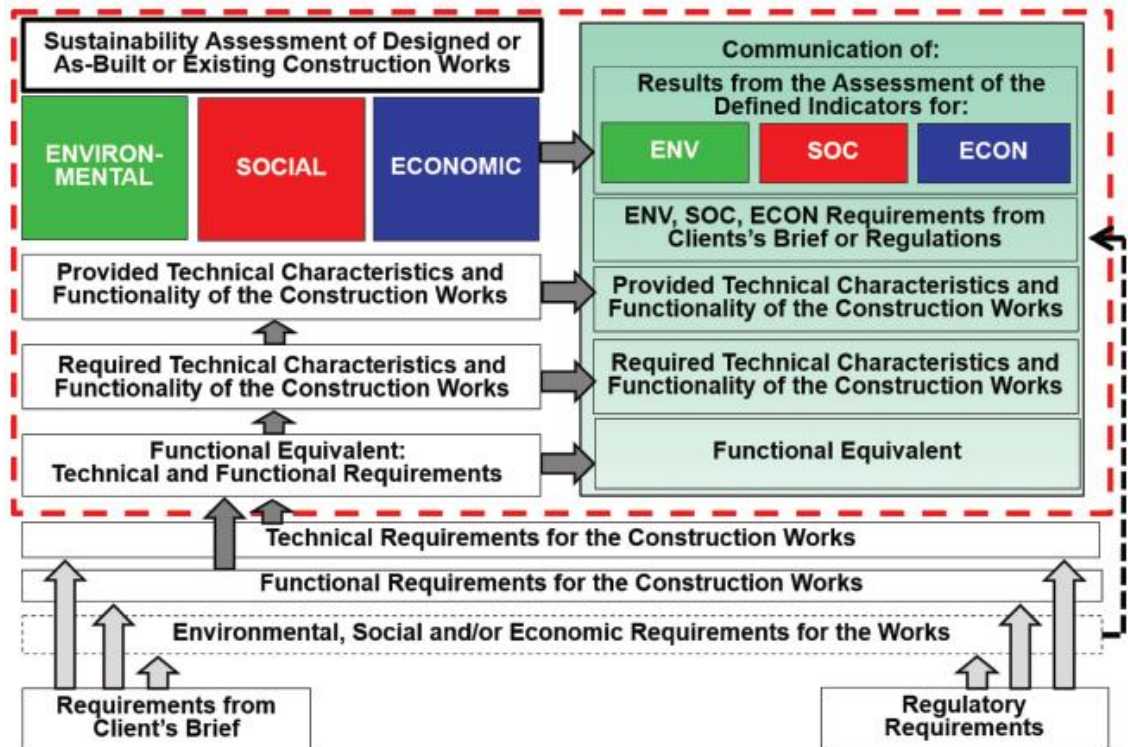 Sustainability Assessment of Designed or
As-Built or Existing Construction Works
ENVIRON-
MENTAL
SOCIAL
ECONOMIC
Provided Technical Characteristics and
Functionality of the Construction Works
Required Technical Characteristics and
Functionality of the Construction Works
Functional Equivalent:
Technical and Functional Requirements
Communication of:
Results from the Assessment of the
Defined Indicators for:
ENV
SOC
ECON
ENV, SOC, ECON Requirements from
Clients's Brief or Regulations
Provided Technical Characteristics and
Functionality of the Construction Works
Required Technical Characteristics and
Functionality of the Construction Works
Functional Equivalent
Technical Requirements for the Construction Works
Functional Requirements for the Construction Works
Environmental, Social and/or Economic Requirements for the Works
Requirements from
Client's Brief
Regulatory
Requirements